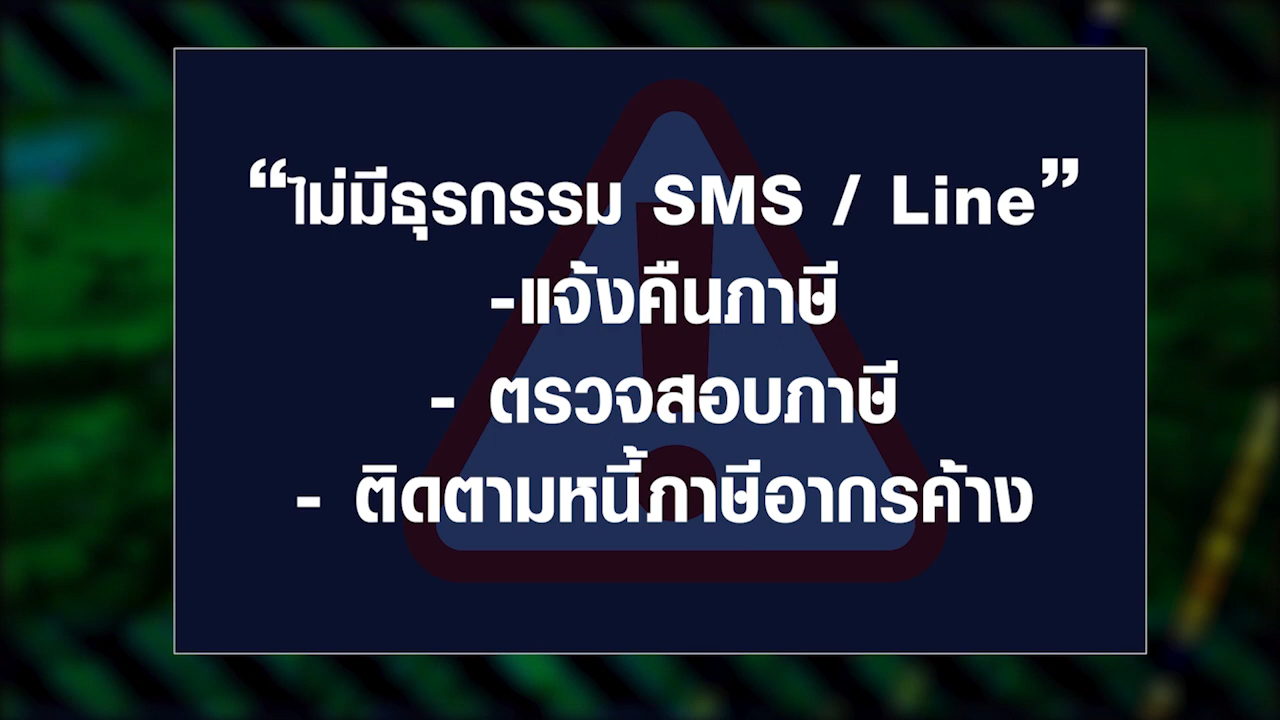 “ไม่มีธุรกรรม SMS / Line”
-แจ้งคืนภาษี
- ตรวจสอบภาษี
- ติดตามหนี้ภาษีอากรค้าง